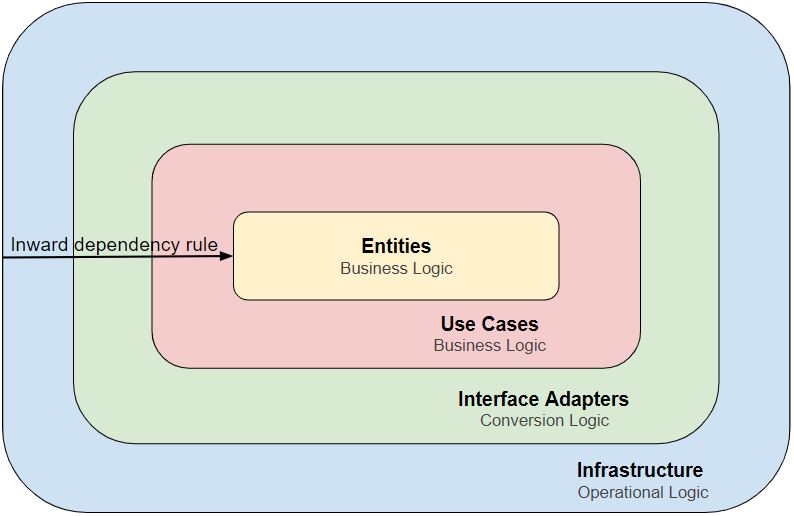 Inward dependency rule
Entities
Business Logic
Use Cases
Business Logic
Interface Adapters
Conversion Logic
Infrastructure
Operational Logic